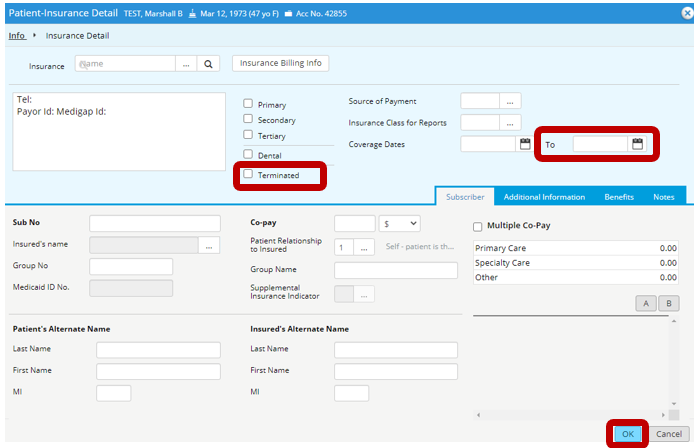 Patient-Insurance Detail TEST, Marshall B Mar 12, 1973 (47 yo F) Acc No. 42855
Info Insurance Detail
Insurance Name ... Insurance Billing Info
Tel:
Payor Id: Medigap Id:
Primary
Secondary
Tertiary
Dental
Terminated
Source of Payment ...
Insurance Class for Reports ...
Coverage Dates To
Subscriber Additional Information Benefits Notes
Sub No
Insured's name ...
Group No
Medicaid ID No.
Co-pay $
Patient Relationship
to Insured 1 ... Self - patient is th...
Group Name
Supplemental
Insurance Indicator ...
Multiple Co-Pay
Primary Care 0.00
Specialty Care 0.00
Other 0.00
A B
Patient's Alternate Name
Last Name
First Name
MI
Insured's Alternate Name
Last Name
First Name
MI
OK Cancel